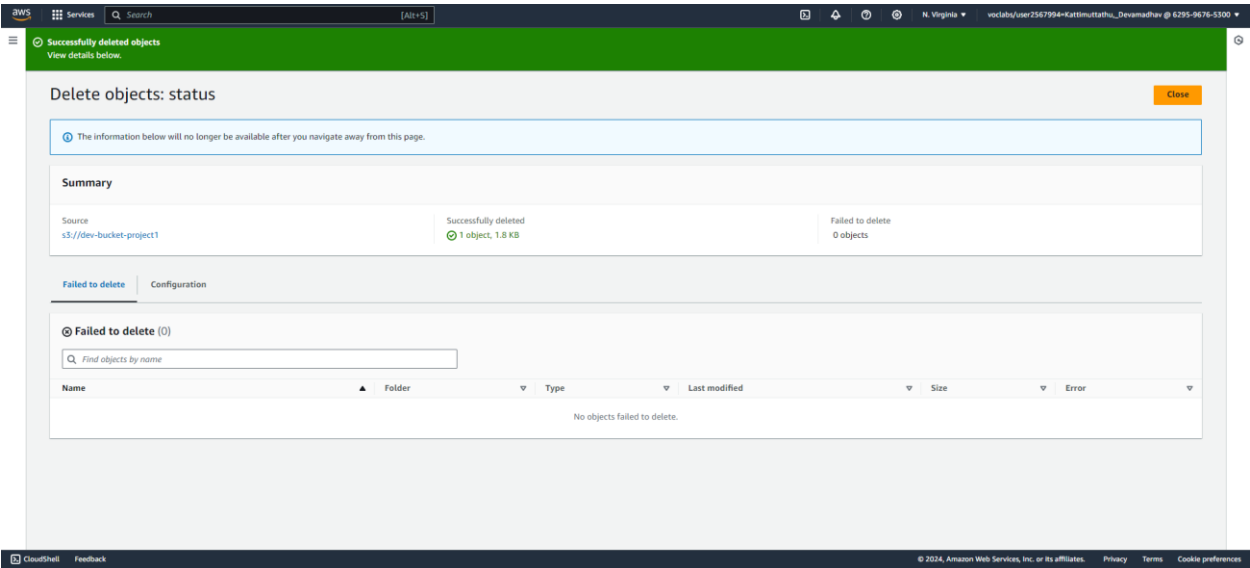 aws Services Search [Alt+S] N. Virginia voclabs/user2567994=Kattimuttathu,_Devamadhav @ 6295-9676-5300
Successfully deleted objects
View details below.
Delete objects: status
Close
The information below will no longer be available after you navigate away from this page.
Summary
Source Successfully deleted Failed to delete
s3://dev-bucket-project1 1 object, 1.8 KB 0 objects
Failed to delete Configuration
Failed to delete (0)
Find objects by name
Name Folder Type Last modified Size Error
No objects failed to delete.
CloudShell Feedback © 2024, Amazon Web Services, Inc. or its affiliates. Privacy Terms Cookie preferences